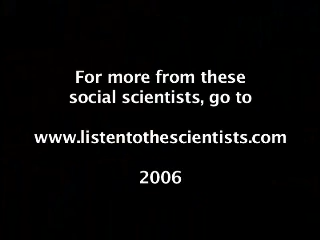 For more from these
social scientists, go to
www.listentothescientists.com
2006